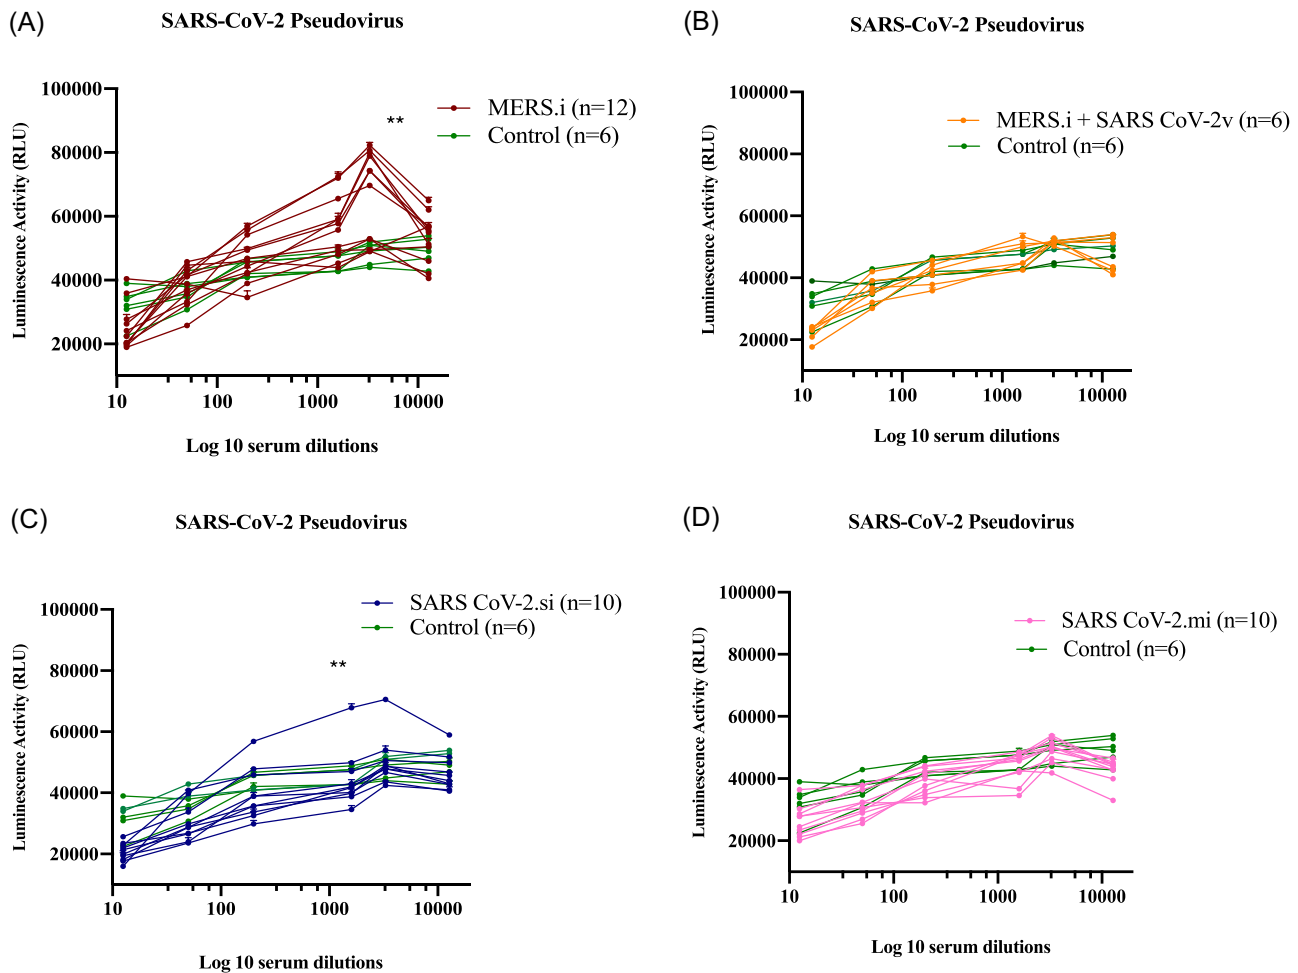 (A)
SARS-CoV-2 Pseudovirus
100000
80000
60000
40000
20000
Luminescence Activity (RLU)
MERS.i (n=12)
Control (n=6)
**
10 100 1000 10000
Log 10 serum dilutions
(B)
SARS-CoV-2 Pseudovirus
100000
80000
60000
40000
20000
Luminescence Activity (RLU)
MERS.i + SARS CoV-2v (n=6)
Control (n=6)
10 100 1000 10000
Log 10 serum dilutions
(C)
SARS-CoV-2 Pseudovirus
100000
80000
60000
40000
20000
Luminescence Activity (RLU)
SARS CoV-2.si (n=10)
Control (n=6)
**
10 100 1000 10000
Log 10 serum dilutions
(D)
SARS-CoV-2 Pseudovirus
100000
80000
60000
40000
20000
Luminescence Activity (RLU)
SARS CoV-2.mi (n=10)
Control (n=6)
10 100 1000 10000
Log 10 serum dilutions